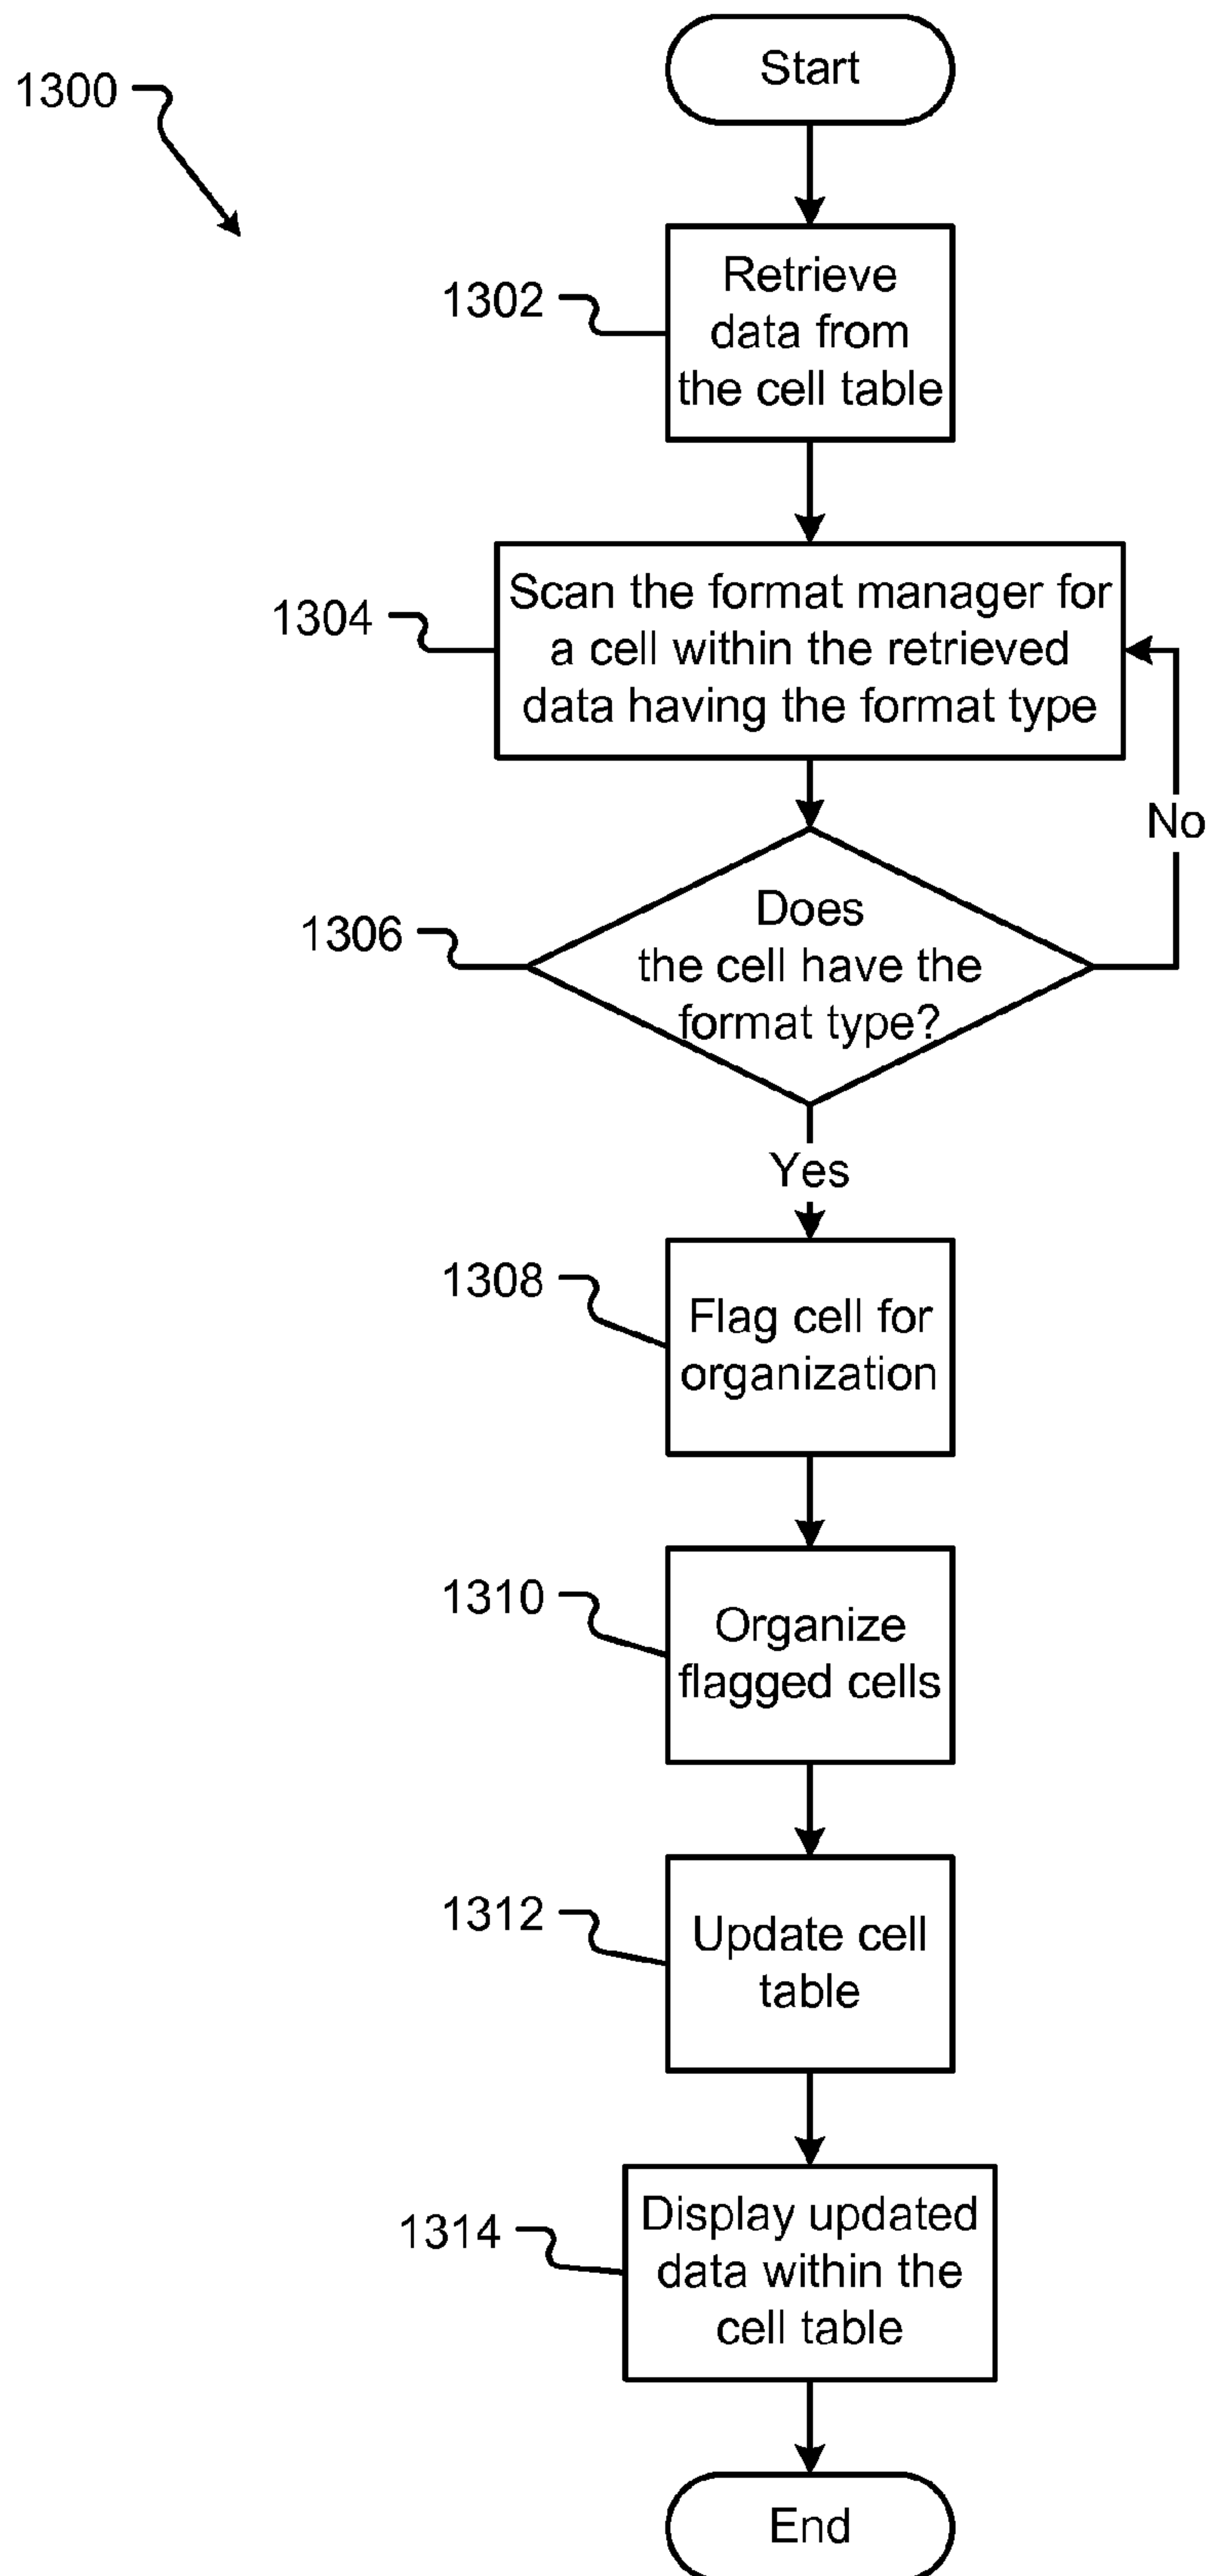 Start
1300
1302
Retrieve
data from
the cell table
1304
Scan the format manager for
a cell within the retrieved
data having the format type
No
1306
Does
the cell have the
format type?
Yes
1308
Flag cell for
organization
1310
Organize
flagged cells
1312
Update cell
table
1314
Display updated
data within the
cell table
End